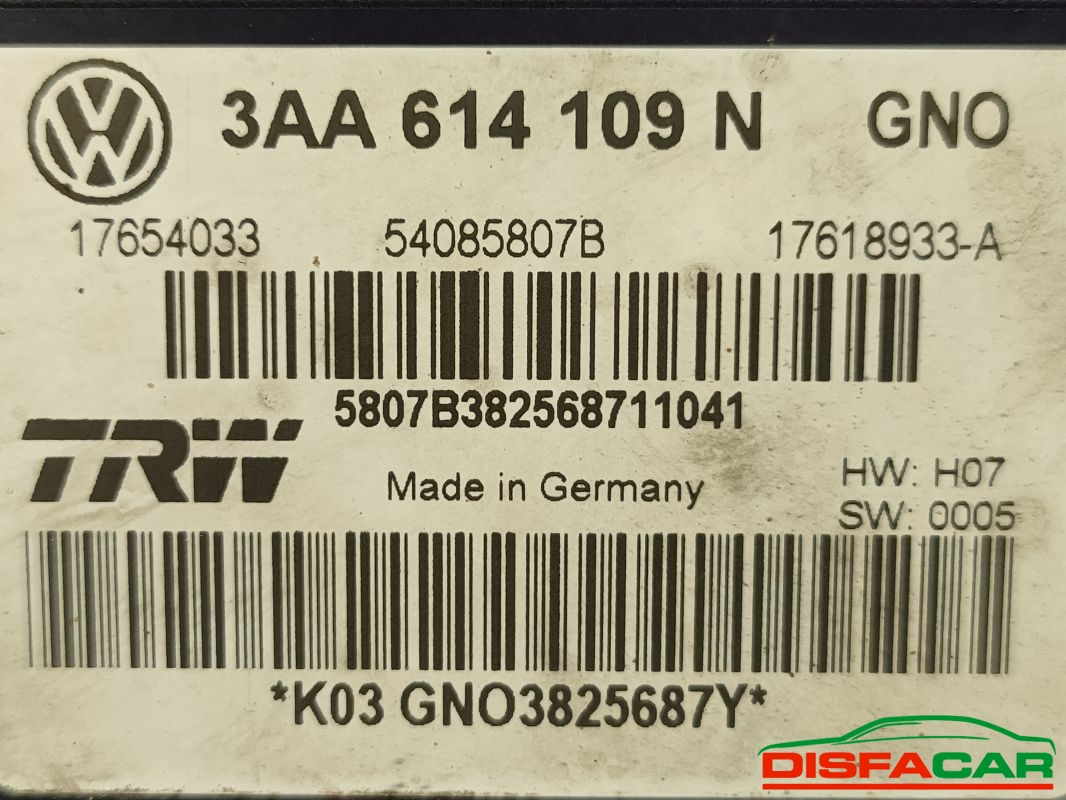 3AA 614 109 N GNO
17654033 54085807B 17618933-A
5807B382568711041
TRW
Made in Germany
HW: H07
SW: 0005
*K03 GNO3825687Y*
DISFACAR